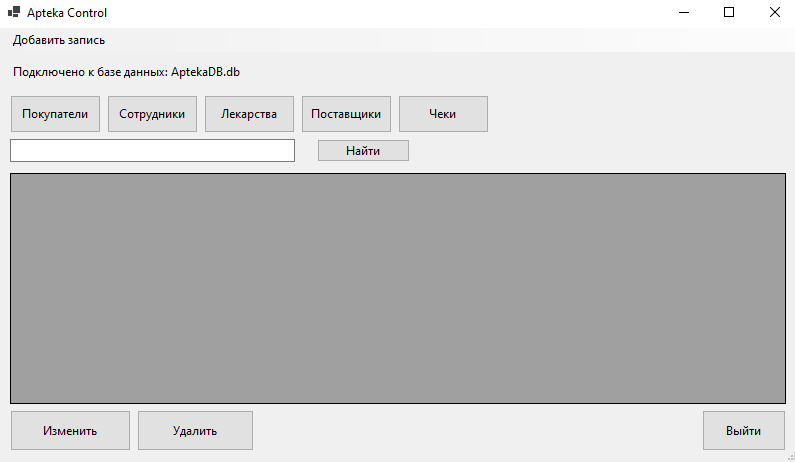 Apteka Control
Добавить запись
Подключено к базе данных: AptekaDB.db
Покупатели Сотрудники Лекарства Поставщики Чеки
Найти
Изменить Удалить Выйти